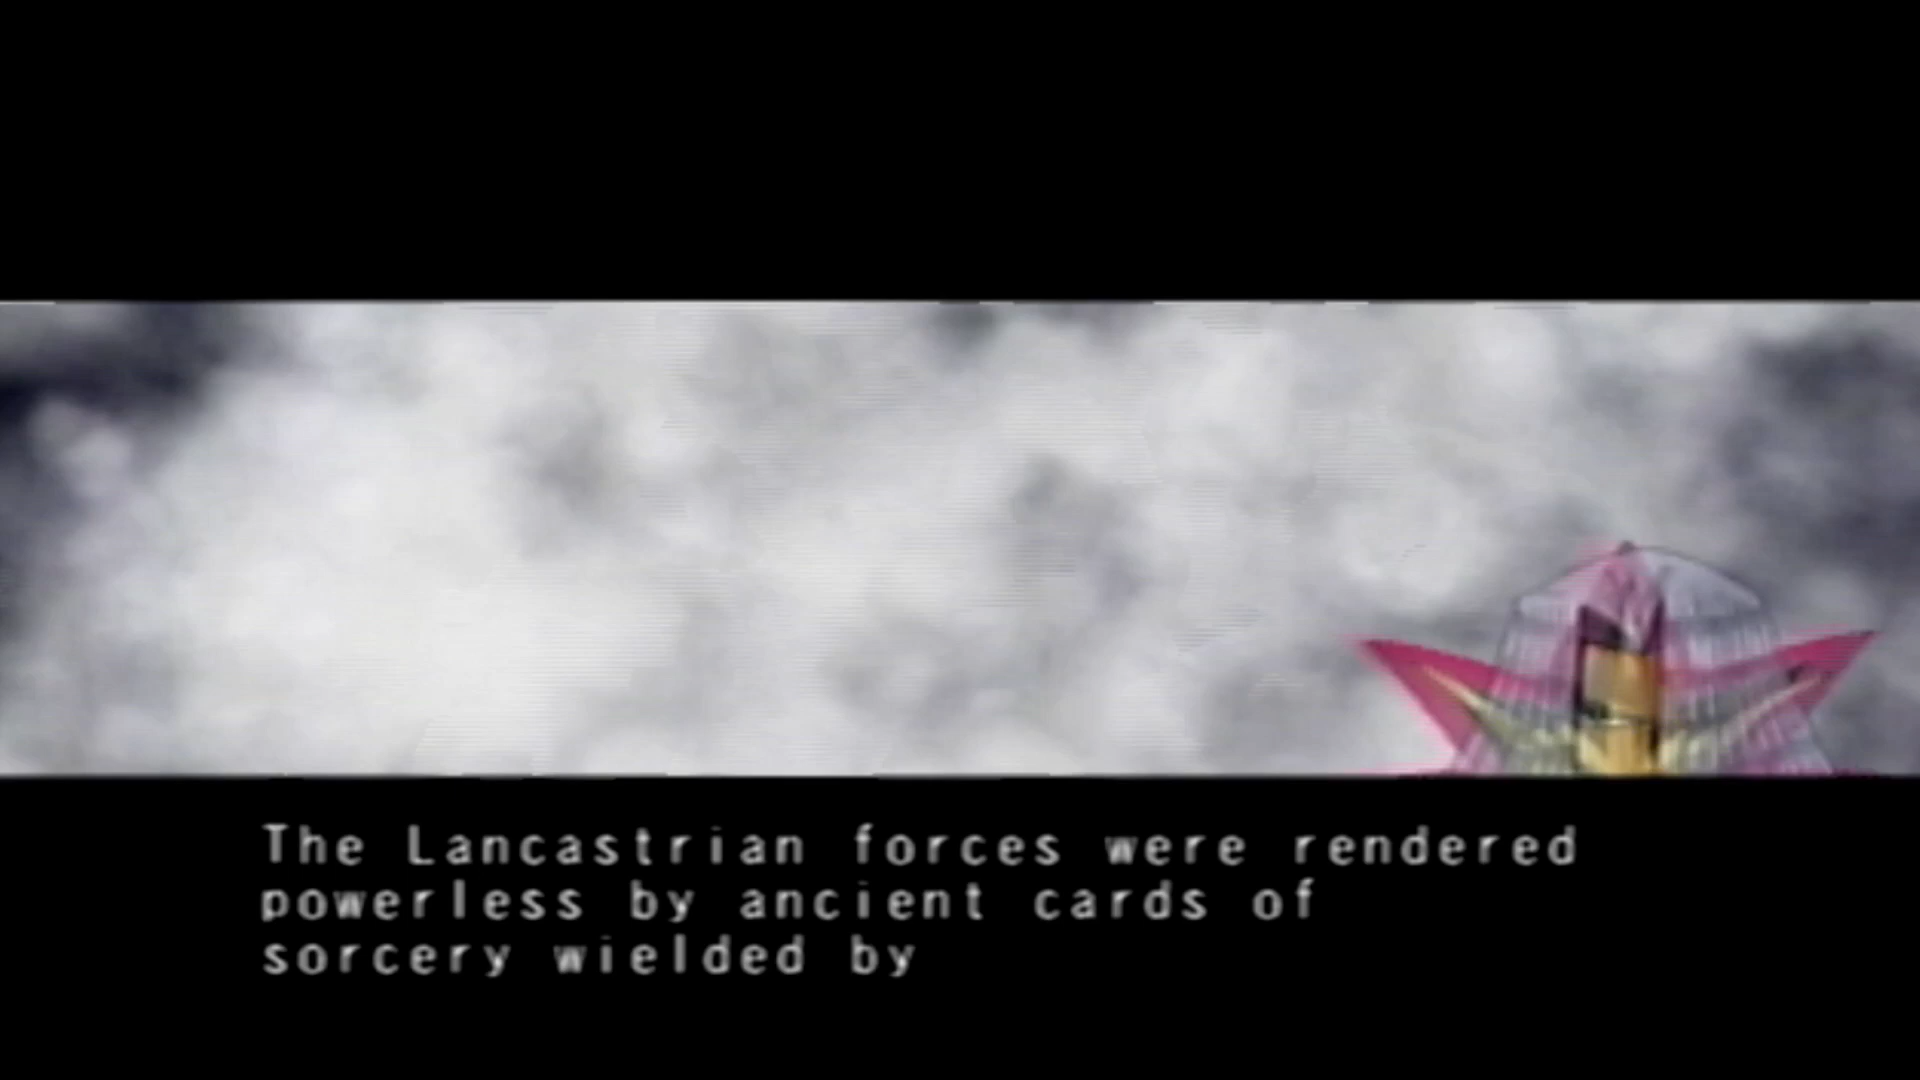 The Lancastrian forces were rendered
powerless by ancient cards of
sorcery wielded by